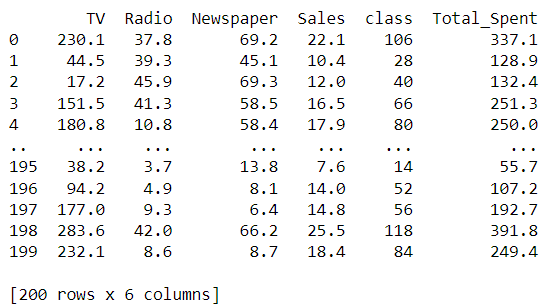 TV Radio Newspaper Sales class Total_Spent
0 230.1 37.8 69.2 22.1 106 337.1
1 44.5 39.3 45.1 10.4 28 128.9
2 17.2 45.9 69.3 12.0 40 132.4
3 151.5 41.3 58.5 16.5 66 251.3
4 180.8 10.8 58.4 17.9 80 250.0
.. ... ... ... ... ... ...
195 38.2 3.7 13.8 7.6 14 55.7
196 94.2 4.9 8.1 14.0 52 107.2
197 177.0 9.3 6.4 14.8 56 192.7
198 283.6 42.0 66.2 25.5 118 391.8
199 232.1 8.6 8.7 18.4 84 249.4
[200 rows x 6 columns]